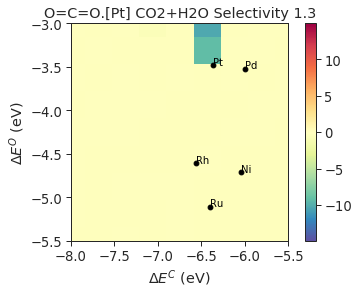 O=C=O.[Pt] CO2+H2O Selectivity 1.3
−3.0
−3.5
−4.0
−4.5
−5.0
−5.5
ΔE^O (eV)
Pt
Pd
Rh
Ni
Ru
−8.0 −7.5 −7.0 −6.5 −6.0 −5.5
ΔE^C (eV)
10
5
0
−5
−10